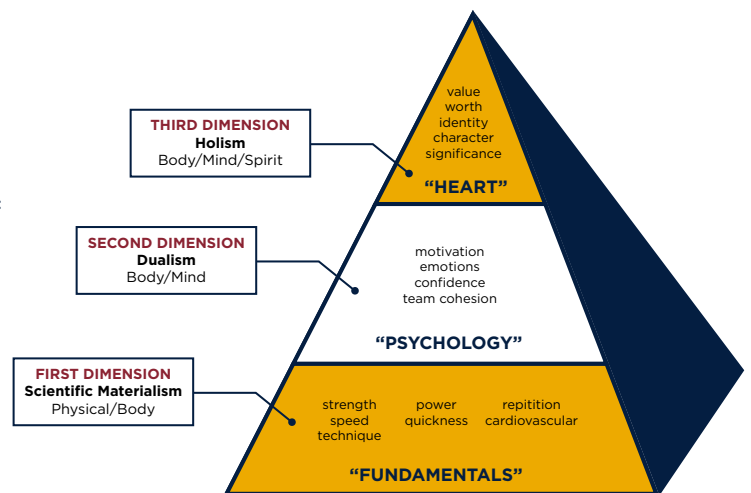 value
worth
identity
character
significance
"HEART"
THIRD DIMENSION
Holism
Body/Mind/Spirit
SECOND DIMENSION
Dualism
Body/Mind
motivation
emotions
confidence
team cohesion
"PSYCHOLOGY"
FIRST DIMENSION
Scientific Materialism
Physical/Body
strength
speed
technique
power
quickness
repitition
cardiovascular
"FUNDAMENTALS"